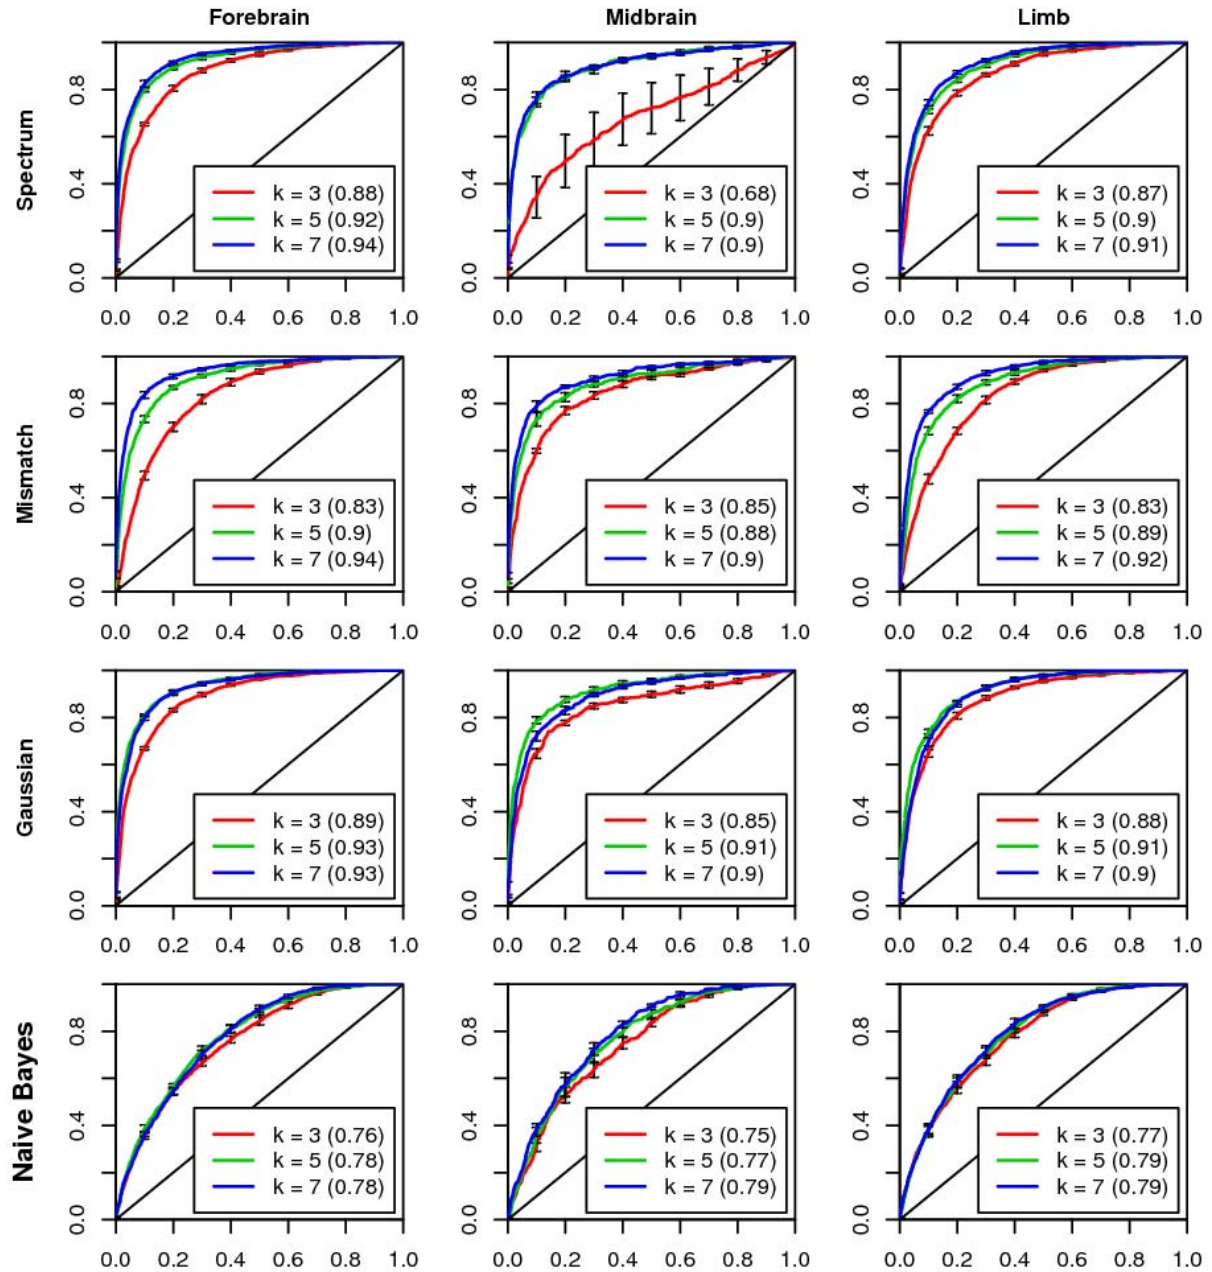 Forebrain Midbrain Limb
Spectrum
0.0 0.4 0.8
k = 3 (0.88)
k = 5 (0.92)
k = 7 (0.94)
0.0 0.2 0.4 0.6 0.8 1.0
0.0 0.4 0.8
k = 3 (0.68)
k = 5 (0.9)
k = 7 (0.9)
0.0 0.2 0.4 0.6 0.8 1.0
0.0 0.4 0.8
k = 3 (0.87)
k = 5 (0.9)
k = 7 (0.91)
0.0 0.2 0.4 0.6 0.8 1.0
Mismatch
0.0 0.4 0.8
k = 3 (0.83)
k = 5 (0.9)
k = 7 (0.94)
0.0 0.2 0.4 0.6 0.8 1.0
0.0 0.4 0.8
k = 3 (0.85)
k = 5 (0.88)
k = 7 (0.9)
0.0 0.2 0.4 0.6 0.8 1.0
0.0 0.4 0.8
k = 3 (0.83)
k = 5 (0.89)
k = 7 (0.92)
0.0 0.2 0.4 0.6 0.8 1.0
Gaussian
0.0 0.4 0.8
k = 3 (0.89)
k = 5 (0.93)
k = 7 (0.93)
0.0 0.2 0.4 0.6 0.8 1.0
0.0 0.4 0.8
k = 3 (0.85)
k = 5 (0.91)
k = 7 (0.9)
0.0 0.2 0.4 0.6 0.8 1.0
0.0 0.4 0.8
k = 3 (0.88)
k = 5 (0.91)
k = 7 (0.9)
0.0 0.2 0.4 0.6 0.8 1.0
Naive Bayes
0.0 0.4 0.8
k = 3 (0.76)
k = 5 (0.78)
k = 7 (0.78)
0.0 0.2 0.4 0.6 0.8 1.0
0.0 0.4 0.8
k = 3 (0.75)
k = 5 (0.77)
k = 7 (0.79)
0.0 0.2 0.4 0.6 0.8 1.0
0.0 0.4 0.8
k = 3 (0.77)
k = 5 (0.79)
k = 7 (0.79)
0.0 0.2 0.4 0.6 0.8 1.0